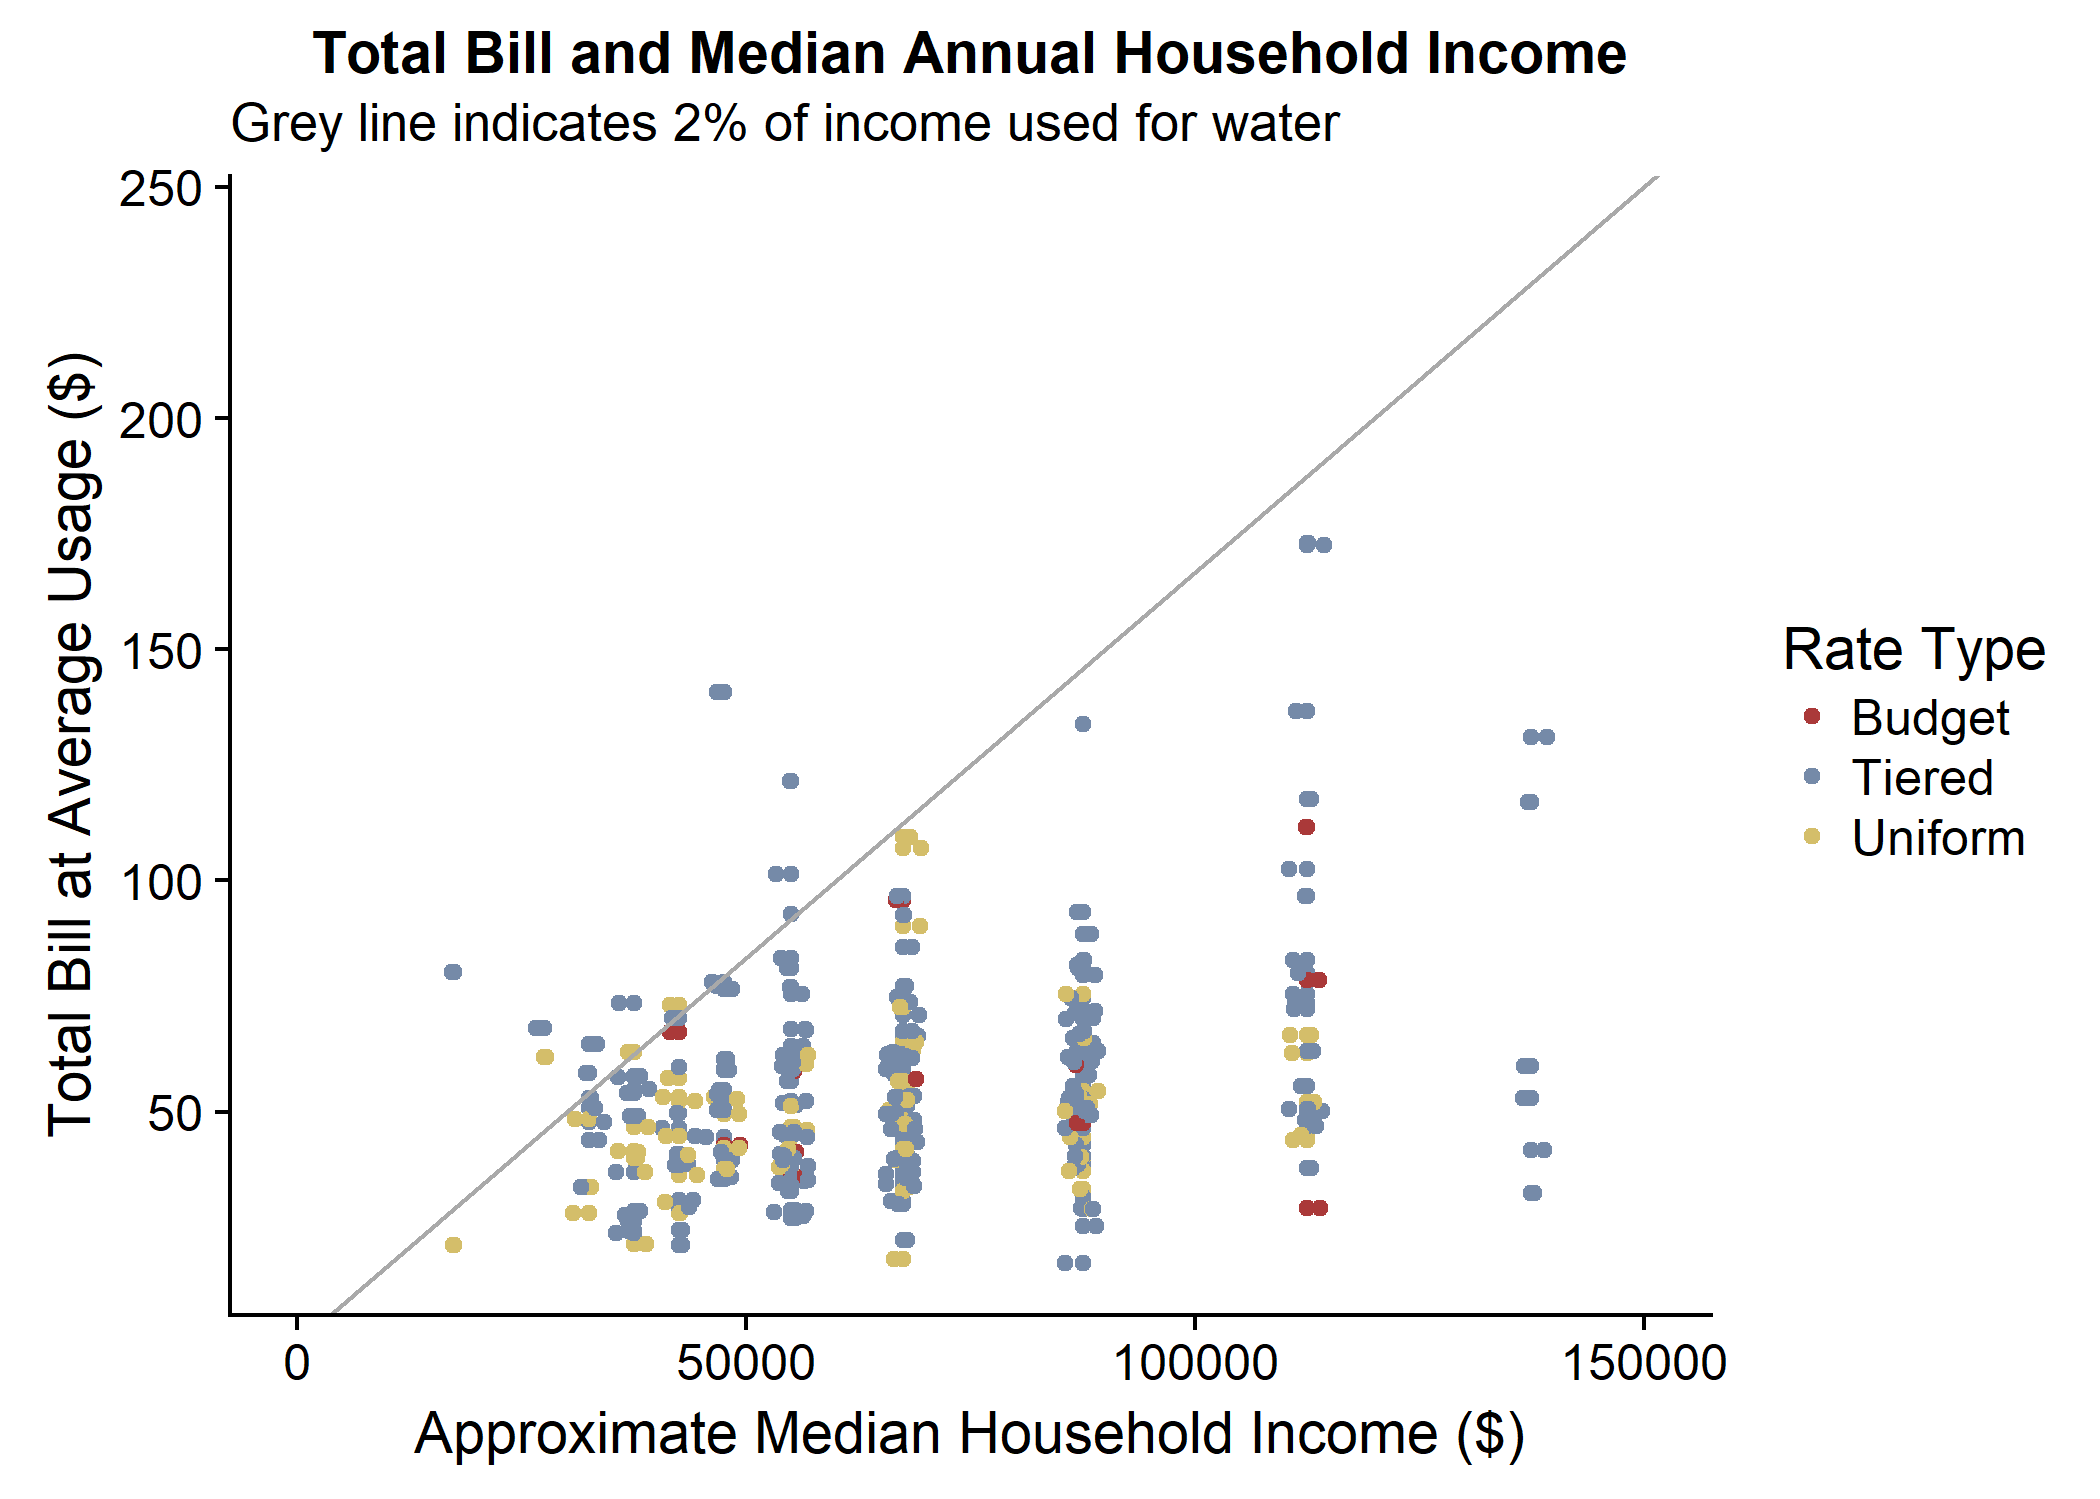 Total Bill and Median Annual Household Income
Grey line indicates 2% of income used for water
250
200
150
100
50
Total Bill at Average Usage ($)
0
50000
100000
150000
Approximate Median Household Income ($)
Rate Type
Budget
Tiered
Uniform